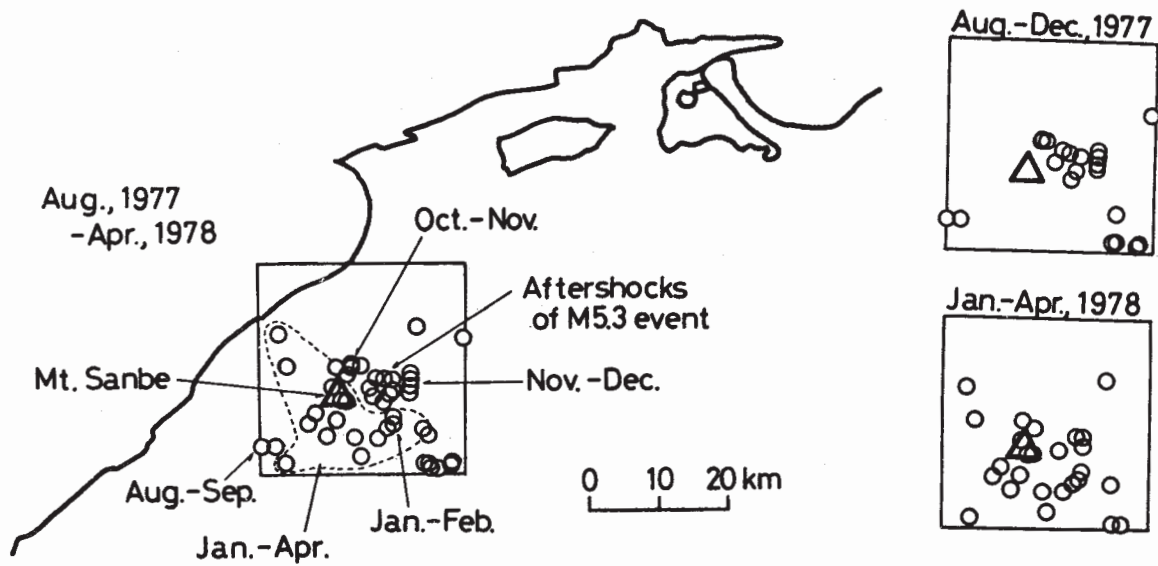 Aug.-Dec., 1977
Aug., 1977
-Apr., 1978
Oct.-Nov.
Aftershocks
of M5.3 event
Jan.-Apr., 1978
Mt. Sanbe
Nov.-Dec.
Aug.-Sep.
Jan.-Feb.
Jan.-Apr.
0 10 20 km